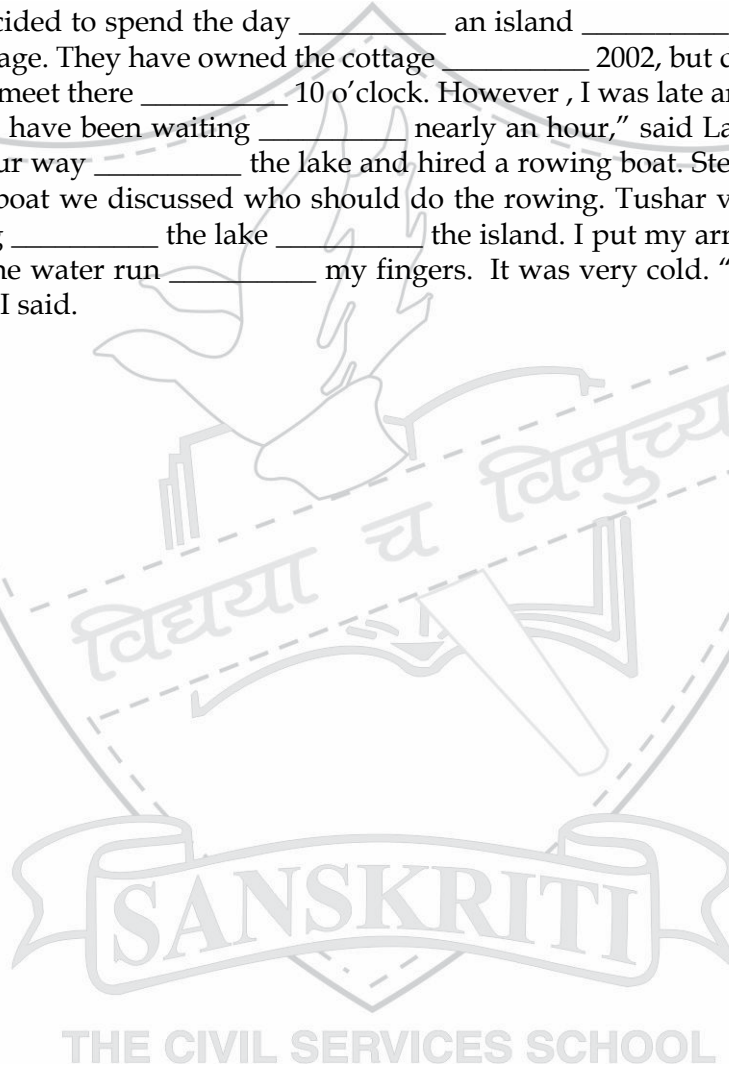 cided to spend the day __________ an island __________
age. They have owned the cottage __________ 2002, but
meet there __________ 10 o’clock. However , I was late
have been waiting __________ nearly an hour,” said
ur way __________ the lake and hired a rowing boat.
boat we discussed who should do the rowing. Tushar
__________ the lake __________ the island. I put my
he water run __________ my fingers. It was very cold. “
I said.
विद्यया च विमुच्य
SANSKRITI
THE CIVIL SERVICES SCHOOL